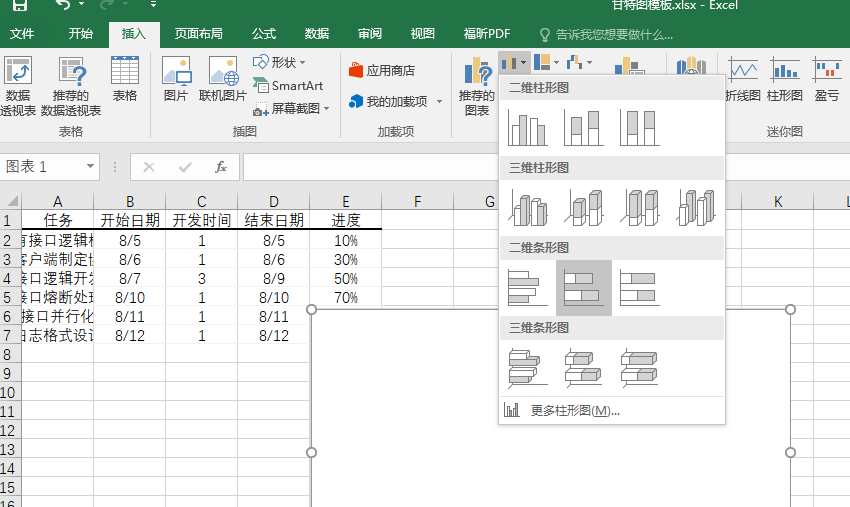 甘特图模板.xlsx - Excel
文件 开始 插入 页面布局 公式 数据 审阅 视图 福昕PDF 告诉我您想要做什么...
数据透视表 推荐的数据透视表 表格 图片 联机图片 形状 SmartArt 屏幕截图 应用商店 我的加载项 推荐的图表 折线图 柱形图 盈亏
表格 插图 加载项 迷你图
图表 1 fx
二维柱形图
三维柱形图
二维条形图
三维条形图
更多柱形图(M)...
A B C D E F G K
1 任务 开始日期 开发时间 结束日期 进度
2 接口逻辑 8/5 1 8/5 10%
3 客户端制定 8/6 1 8/6 30%
4 接口逻辑开发 8/7 3 8/9 50%
5 接口熔断处理 8/10 1 8/10 70%
6 接口并行化 8/11 1 8/11
7 日志格式设计 8/12 1 8/12
8
9
10
11
12
13
14
15
16